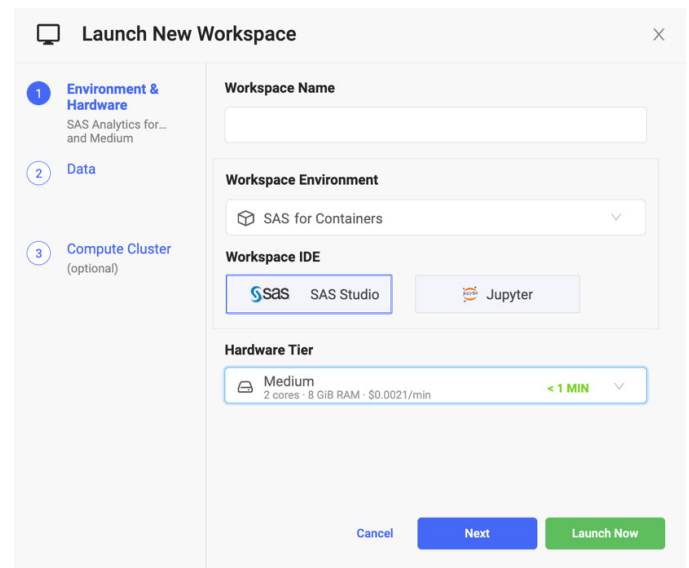 Launch New Workspace
1
Environment &
Hardware
SAS Analytics for...
and Medium
2
Data
3
Compute Cluster
(optional)
Workspace Name
Workspace Environment
SAS for Containers
Workspace IDE
sas SAS Studio
Jupyter
Hardware Tier
Medium
2 cores · 8 GiB RAM · $0.0021/min
< 1 MIN
Cancel
Next
Launch Now